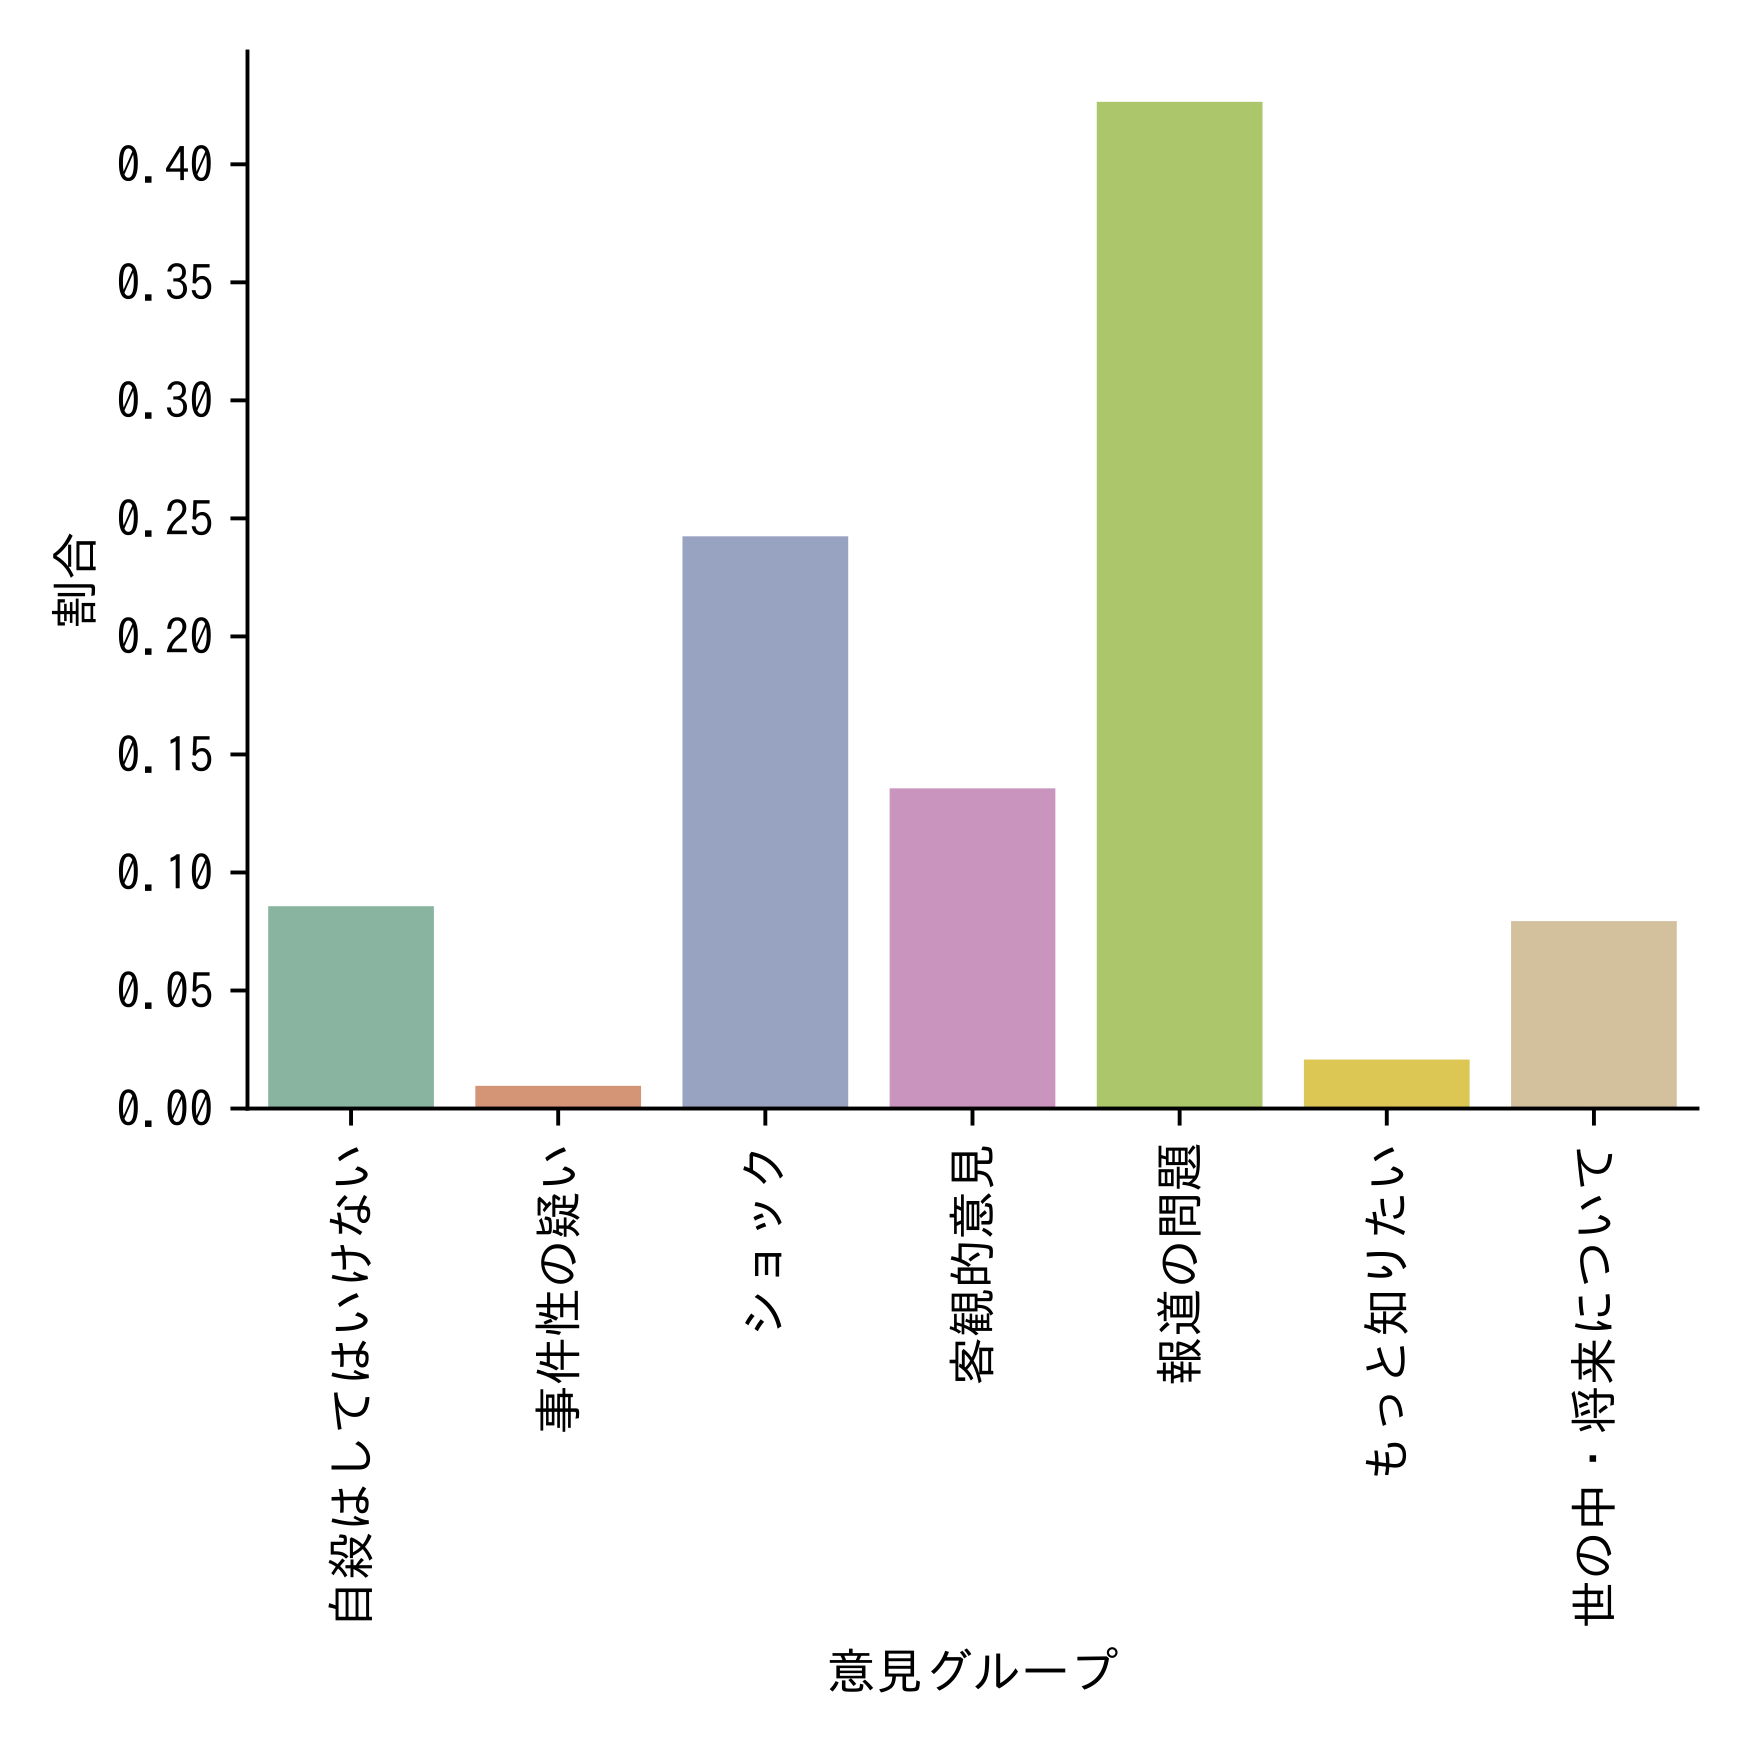 割合
0.40
0.35
0.30
0.25
0.20
0.15
0.10
0.05
0.00
自殺はしてはいけない
事件性の疑い
ショック
客観的意見
報道の問題
もっと知りたい
世の中・将来について
意見グループ